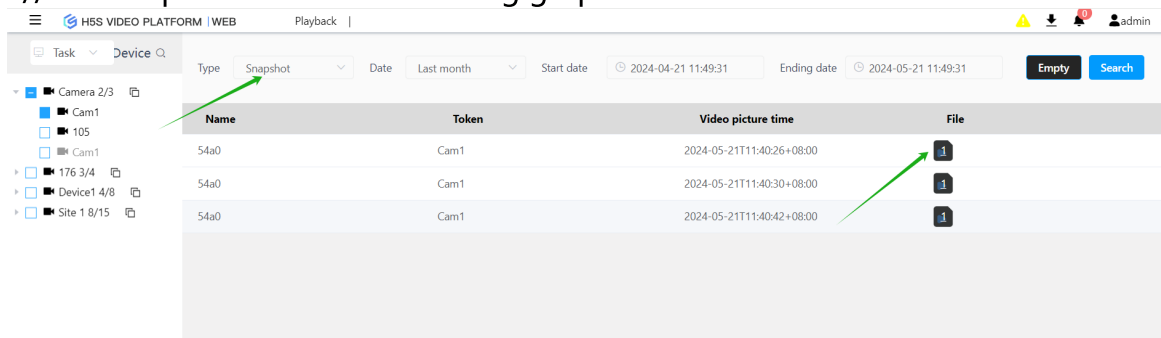 H5S VIDEO PLATFORM | WEB Playback | 0 admin
Task Device
Type Snapshot Date Last month Start date 2024-04-21 11:49:31 Ending date 2024-05-21 11:49:31 Empty Search
Camera 2/3
Cam1
105
Cam1
176 3/4
Device1 4/8
Site 1 8/15
Name Token Video picture time File
54a0 Cam1 2024-05-21T11:40:26+08:00 1
54a0 Cam1 2024-05-21T11:40:30+08:00 1
54a0 Cam1 2024-05-21T11:40:42+08:00 1